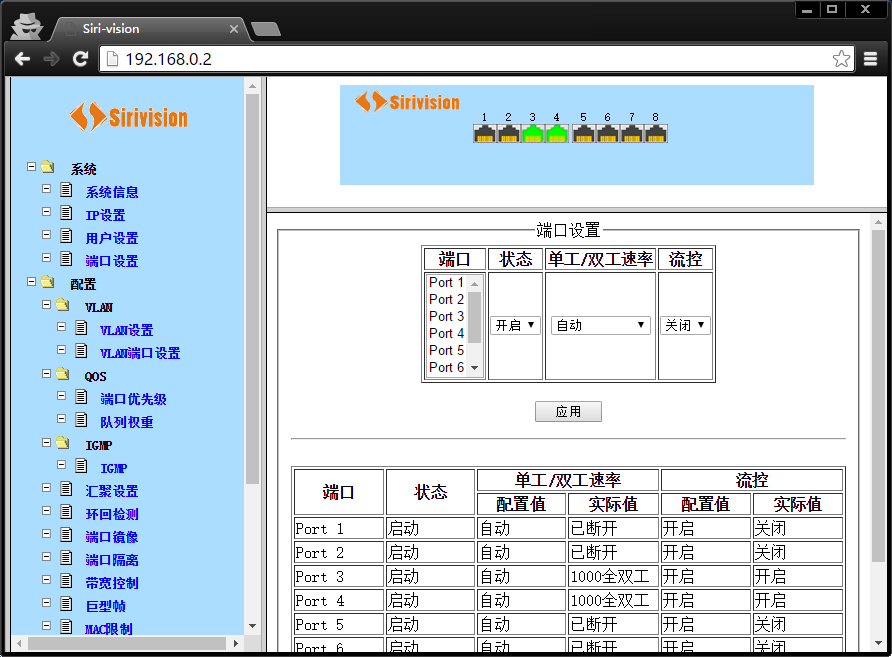 Siri-vision
192.168.0.2
Sirivision
系统
系统信息
IP设置
用户设置
端口设置
配置
VLAN
VLAN设置
VLAN端口设置
QOS
端口优先级
队列权重
IGMP
IGMP
汇聚设置
环回检测
端口镜像
端口隔离
带宽控制
巨型帧
MAC限制
Sirivision
1 2 3 4 5 6 7 8
端口设置
端口 状态 单工/双工速率 流控
Port 1
Port 2
Port 3
Port 4
Port 5
Port 6
开启 自动 关闭
应用
端口 状态 单工/双工速率 流控
配置值 实际值 配置值 实际值
Port 1 启动 自动 已断开 开启 关闭
Port 2 启动 自动 已断开 开启 关闭
Port 3 启动 自动 1000全双工 开启 开启
Port 4 启动 自动 1000全双工 开启 开启
Port 5 启动 自动 已断开 开启 关闭
Port 6 启动 自动 已断开 开启 关闭